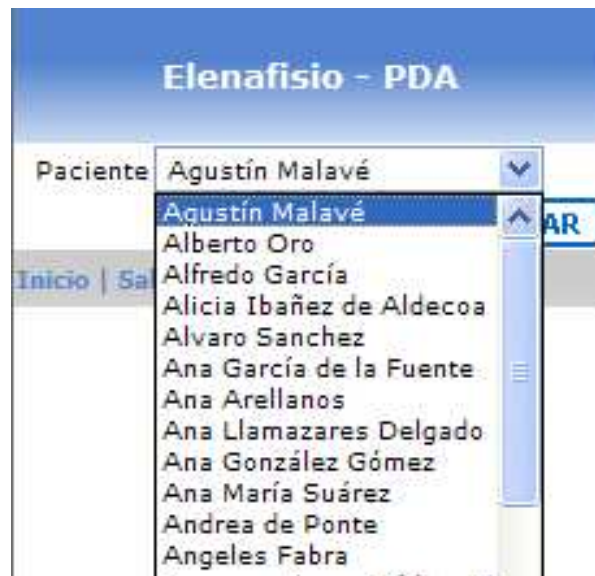 Elenafisio - PDA
Paciente Agustín Malavé
Agustín Malavé
AR
Alberto Oro
Inicio | Sal
Alfredo García
Alicia Ibañez de Aldecoa
Alvaro Sanchez
Ana García de la Fuente
Ana Arellanos
Ana Llamazares Delgado
Ana González Gómez
Ana María Suárez
Andrea de Ponte
Angeles Fabra